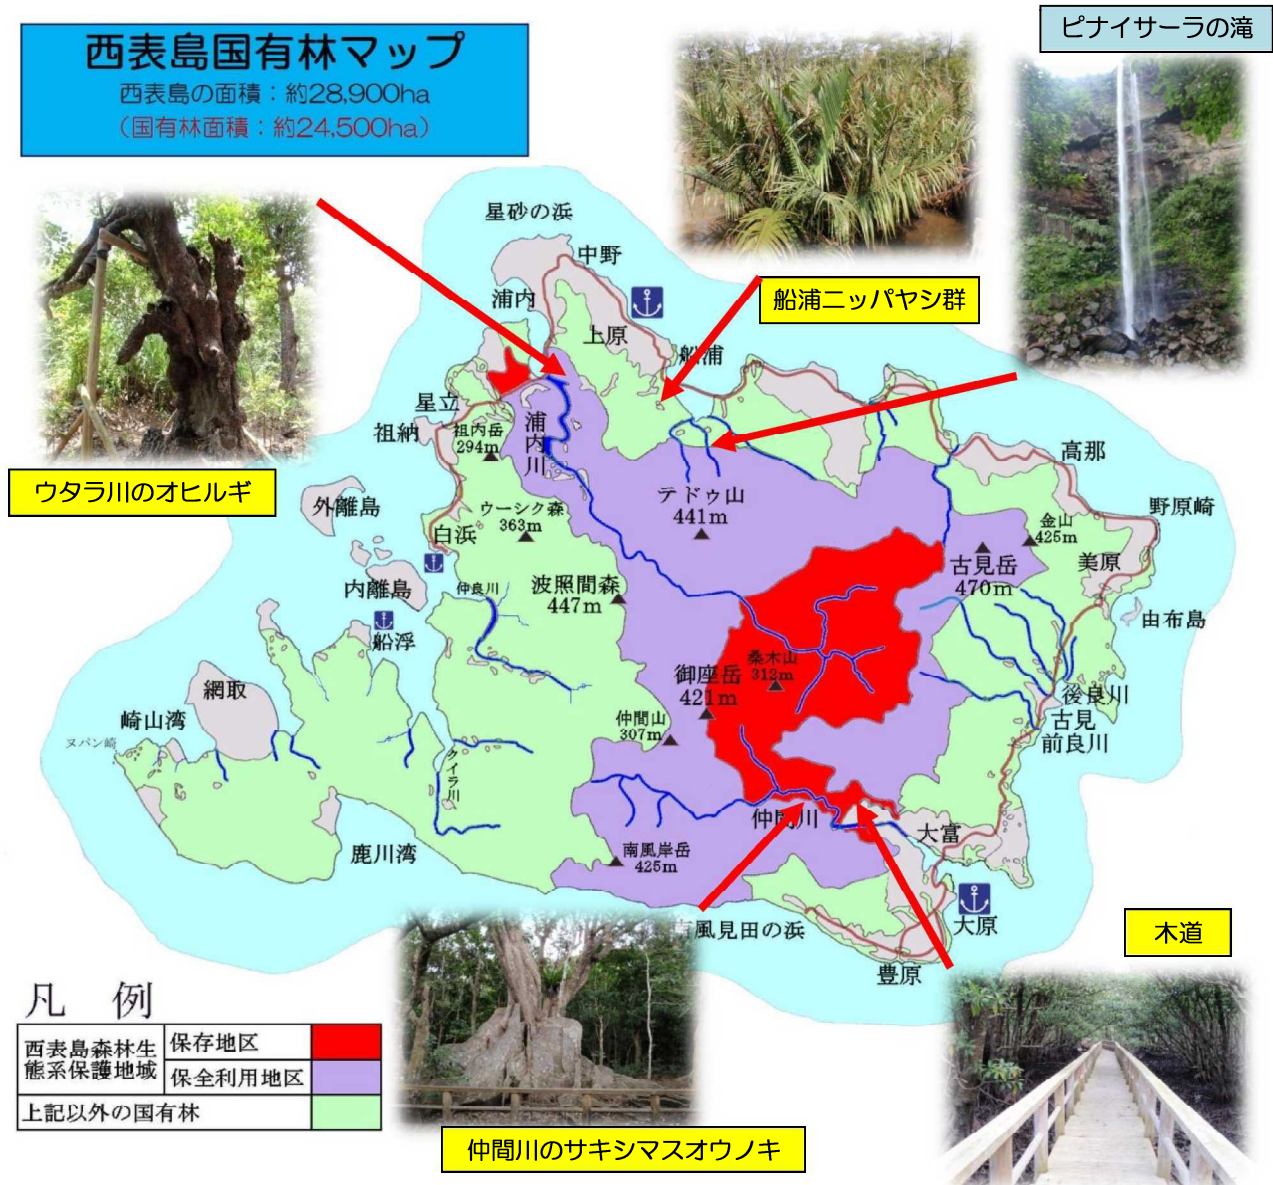 西表島国有林マップ
西表島の面積：約28,900ha
（国有林面積：約24,500ha）
ピナイサーラの滝
星砂の浜
中野
浦内
上原
船浦
船浦ニッパヤシ群
星立
祖納
祖内岳
294m
浦内川
ウタラ川のオヒルギ
外離島
ウーシク森
363m
テドゥ山
441m
高那
野原崎
金山
425m
白浜
古見岳
470m
美原
内離島
仲良川
波照間森
447m
由布島
船浮
網取
御座岳
421m
桑木山
312m
後良川
古見
前良川
崎山湾
ヌバン崎
仲間山
307m
クイラ川
仲間川
大富
鹿川湾
南風岸岳
425m
風見田の浜
大原
豊原
木道
凡 例
西表島森林生態系保護地域
保存地区
保全利用地区
上記以外の国有林
仲間川のサキシマスオウノキ